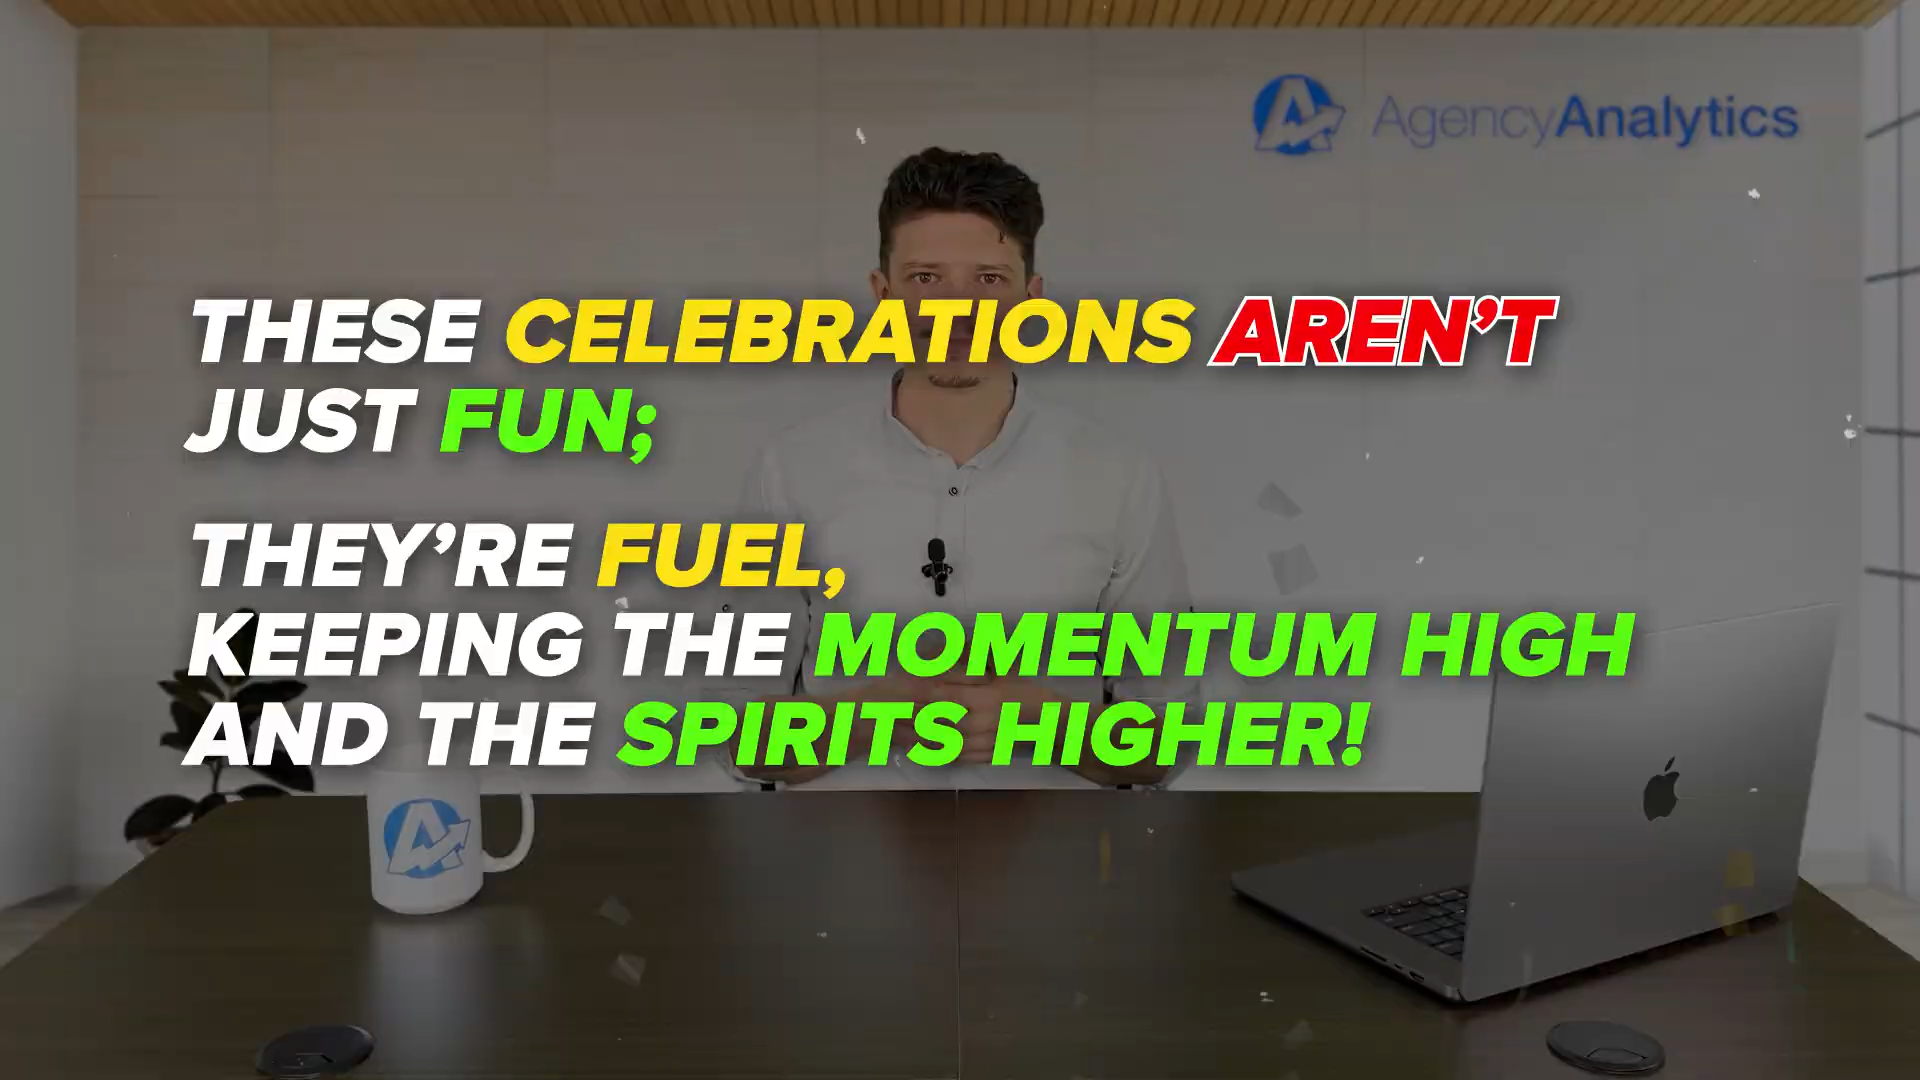 AgencyAnalytics
THESE CELEBRATIONS AREN’T
JUST FUN;
THEY’RE FUEL,
KEEPING THE MOMENTUM HIGH
AND THE SPIRITS HIGHER!